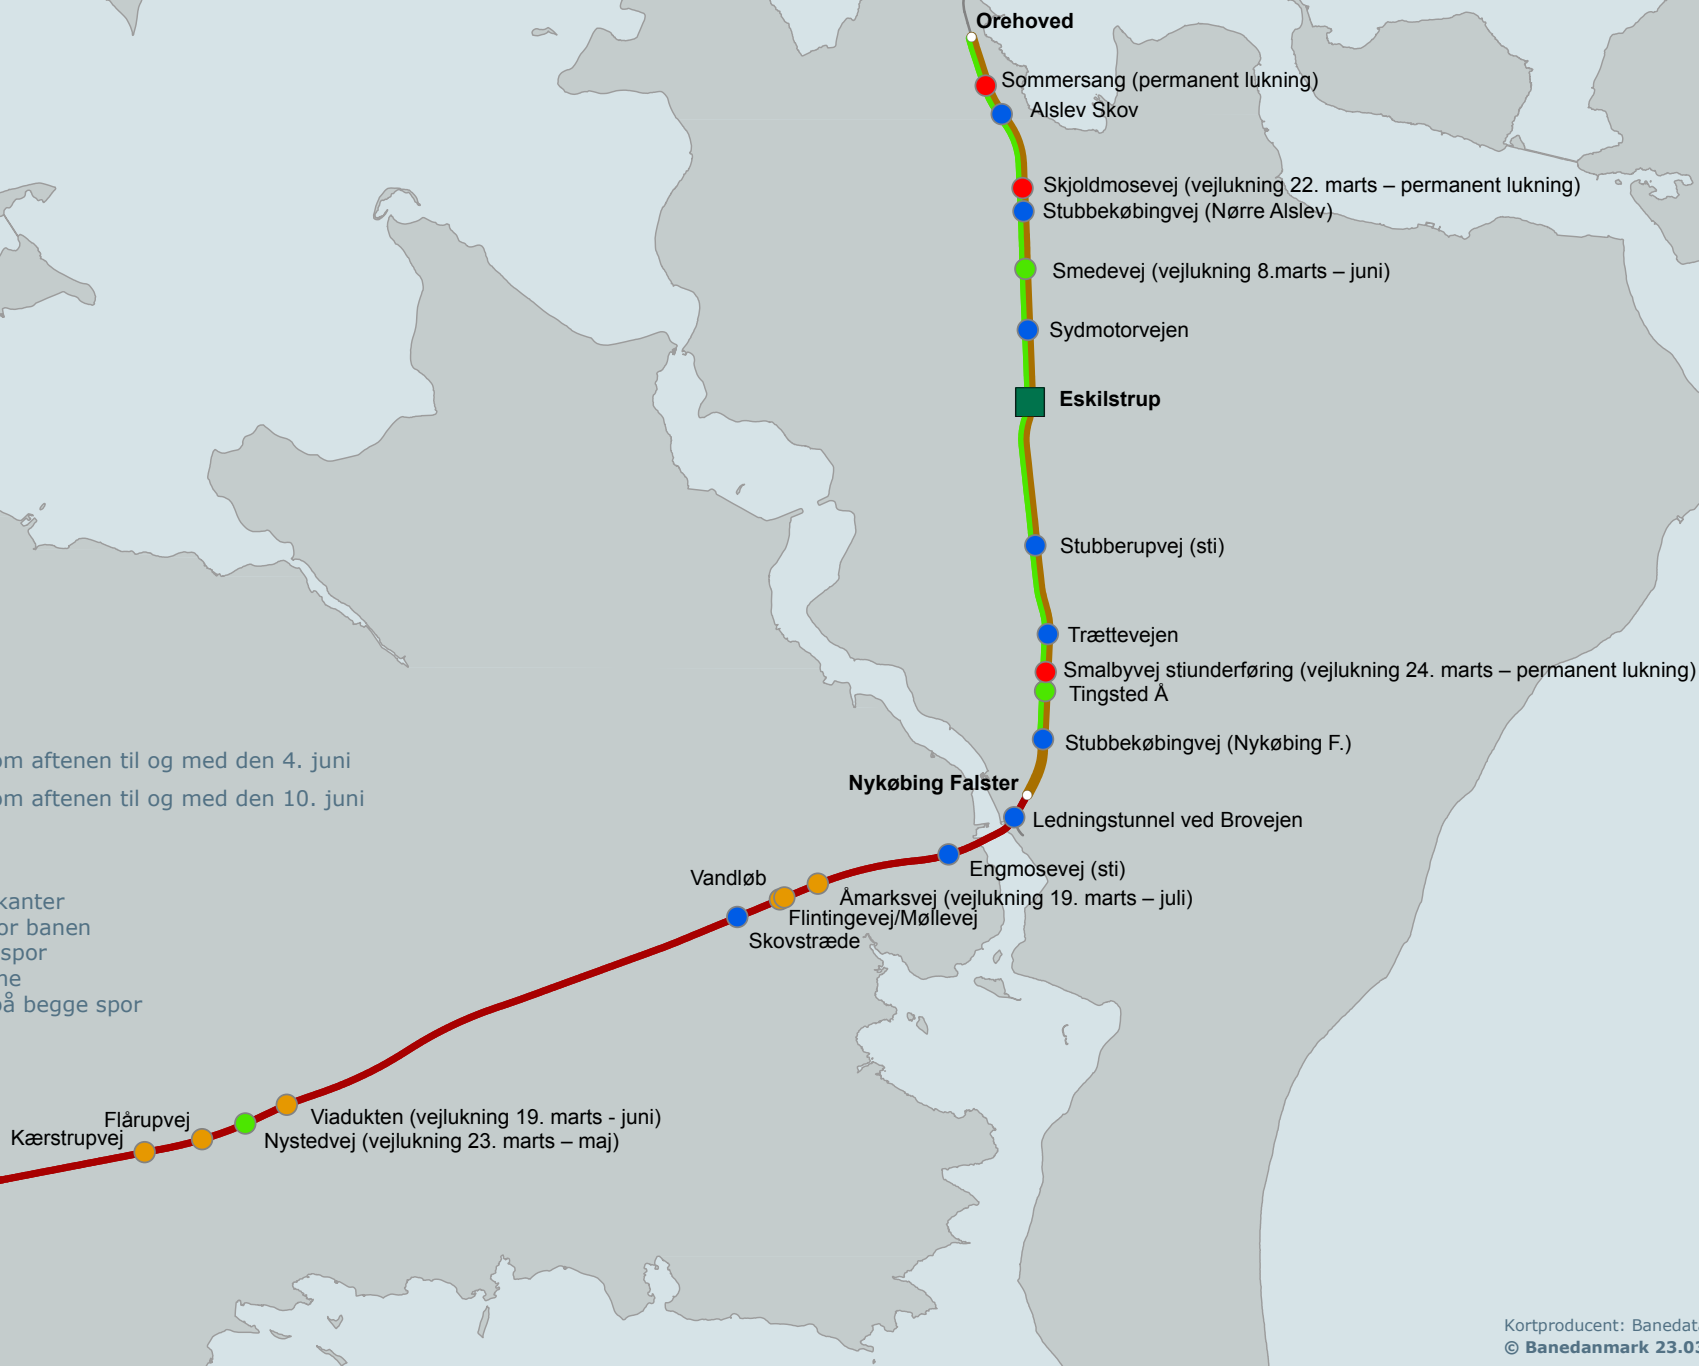 Orehoved
Sommersang (permanent lukning)
Alslev Skov
Skjoldmosevej (vejlukning 22. marts – permanent lukning)
Stubbekøbingvej (Nørre Alslev)
Smedevej (vejlukning 8.marts – juni)
Sydmotorvejen
Eskilstrup
Stubberupvej (sti)
Trættevejen
Smalbyvej stiunderføring (vejlukning 24. marts – permanent lukning)
Tingsted Å
Stubbekøbingvej (Nykøbing F.)
om aftenen til og med den 4. juni
om aftenen til og med den 10. juni
Nykøbing Falster
Ledningstunnel ved Brovejen
Engmosevej (sti)
Vandløb
Åmarksvej (vejlukning 19. marts – juli)
Flintingevej/Møllevej
Skovstræde
kanter
or banen
spor
ne
på begge spor
Viadukten (vejlukning 19. marts - juni)
Flårupvej
Nystedvej (vejlukning 23. marts – maj)
Kærstrupvej
Kortproducent: Banedata
© Banedanmark 23.03